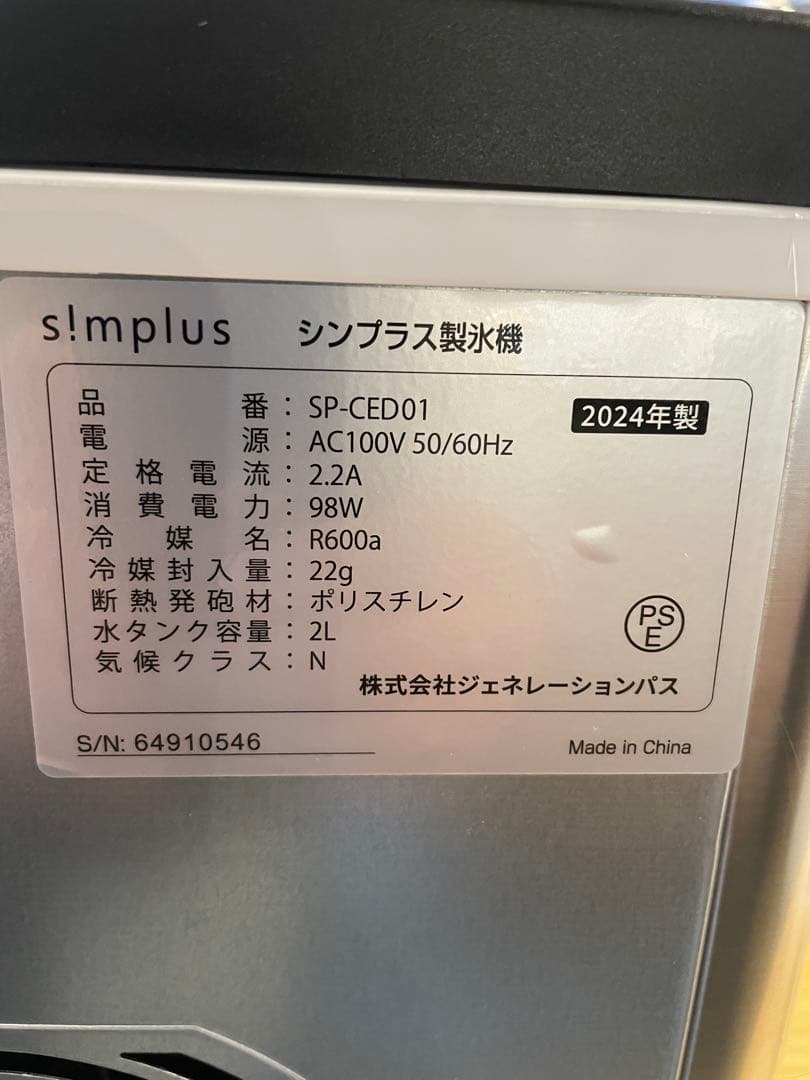 s!mplus シンプラス製氷機
品番：SP-CED01 2024年製
電源：AC100V 50/60Hz
定格電流：2.2A
消費電力：98W
冷媒名：R600a
冷媒封入量：22g
断熱発砲材：ポリスチレン
水タンク容量：2L
気候クラス：N
PSE
株式会社ジェネレーションパス
S/N: 64910546 Made in China